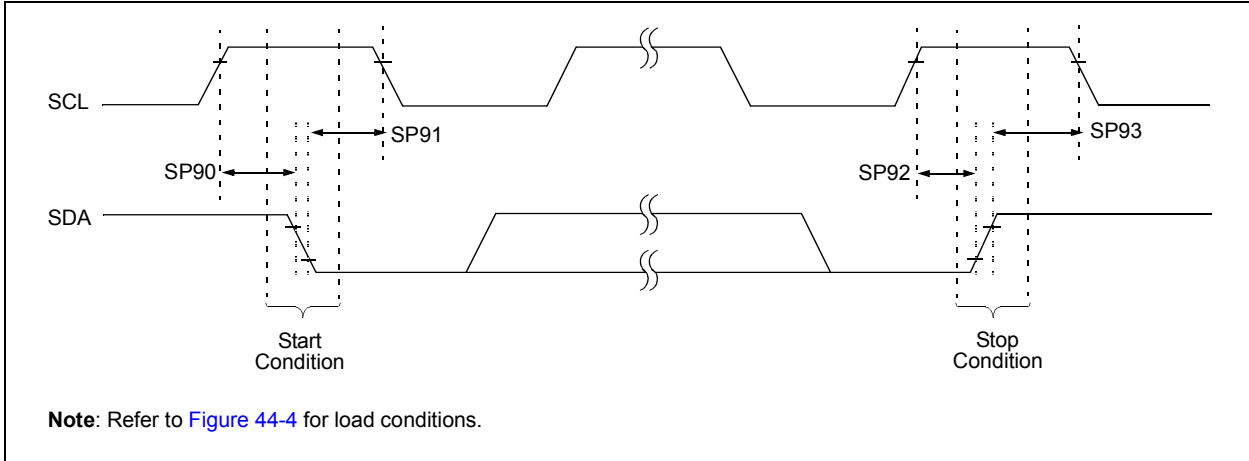 SCL
SP91
SP93
SP90
SP92
SDA
Start
Condition
Stop
Condition
Note: Refer to Figure 44-4 for load conditions.